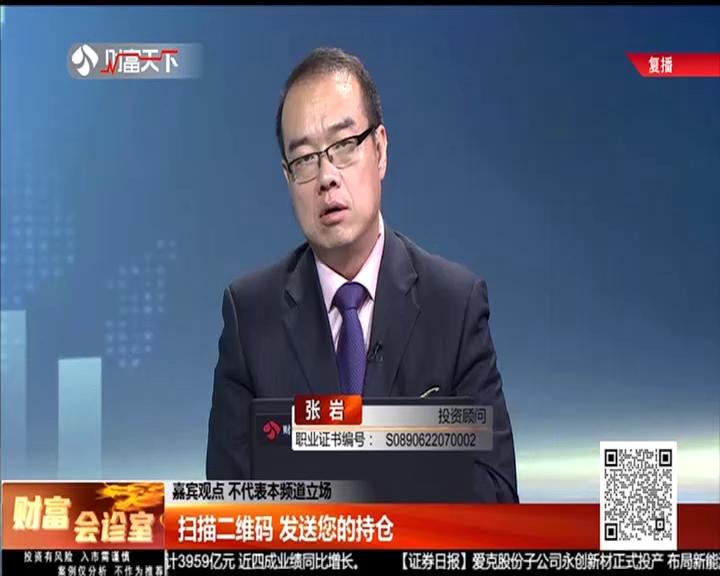 财富天下
复播
张岩
投资顾问
财
职业证书编号： S0890622070002
嘉宾观点 不代表本频道立场
财富会诊室
扫描二维码 发送您的持仓
投资有风险 入市需谨慎
案例仅分析 不作为推荐
计3959亿元 近四成业绩同比增长。 【证券日报】爱克股份子公司永创新材正式投产 布局新能